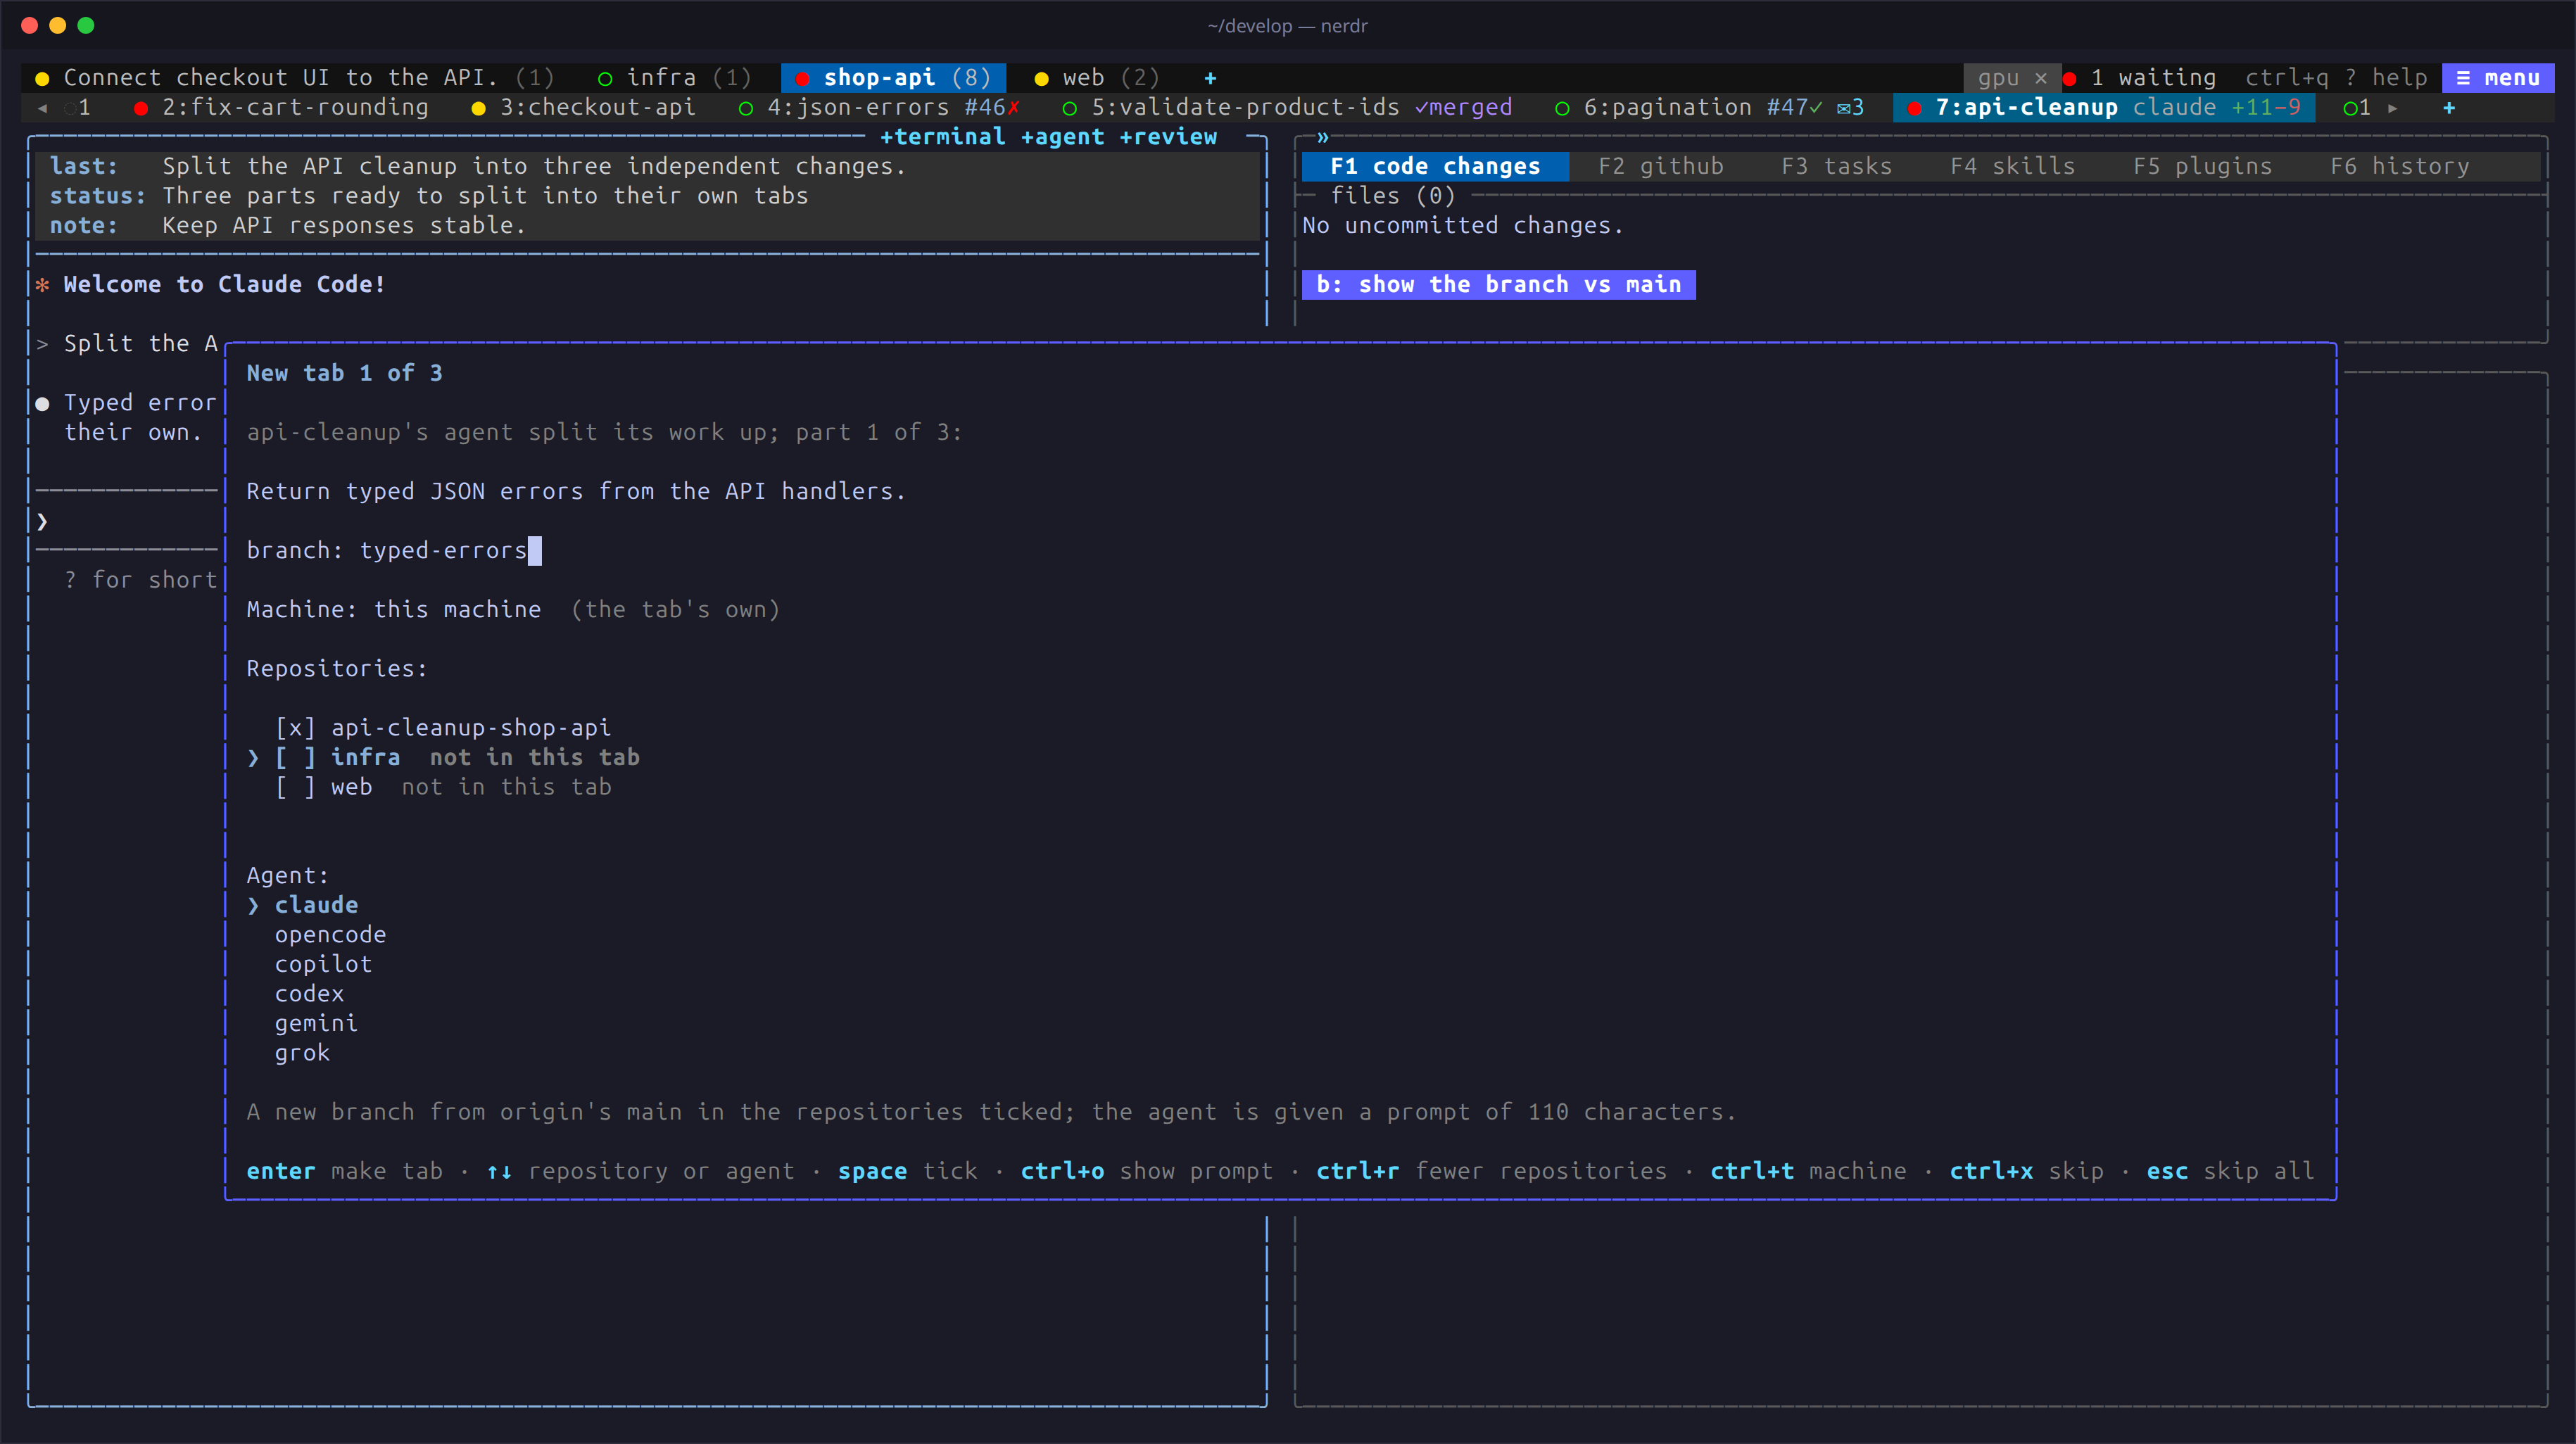 ~/develop — nerdr
● Connect checkout UI to the API. (1) ○ infra (1) ● shop-api (8) ● web (2) + gpu × ● 1 waiting ctrl+q ? help ≡ menu
◂ ◌1 ● 2:fix-cart-rounding ● 3:checkout-api ○ 4:json-errors #46✗ ○ 5:validate-product-ids ✓merged ○ 6:pagination #47✓ ✉3 ● 7:api-cleanup claude +11−9 ○1 ▸ +
+terminal +agent +review
last: Split the API cleanup into three independent changes.
status: Three parts ready to split into their own tabs
note: Keep API responses stable.
✻ Welcome to Claude Code!
> Split the A
● Typed error
their own.
❯
? for short
»
F1 code changes F2 github F3 tasks F4 skills F5 plugins F6 history
files (0)
No uncommitted changes.
b: show the branch vs main
New tab 1 of 3
api-cleanup's agent split its work up; part 1 of 3:
Return typed JSON errors from the API handlers.
branch: typed-errors
Machine: this machine (the tab's own)
Repositories:
[x] api-cleanup-shop-api
❯ [ ] infra not in this tab
[ ] web not in this tab
Agent:
❯ claude
opencode
copilot
codex
gemini
grok
A new branch from origin's main in the repositories ticked; the agent is given a prompt of 110 characters.
enter make tab · ↑↓ repository or agent · space tick · ctrl+o show prompt · ctrl+r fewer repositories · ctrl+t machine · ctrl+x skip · esc skip all